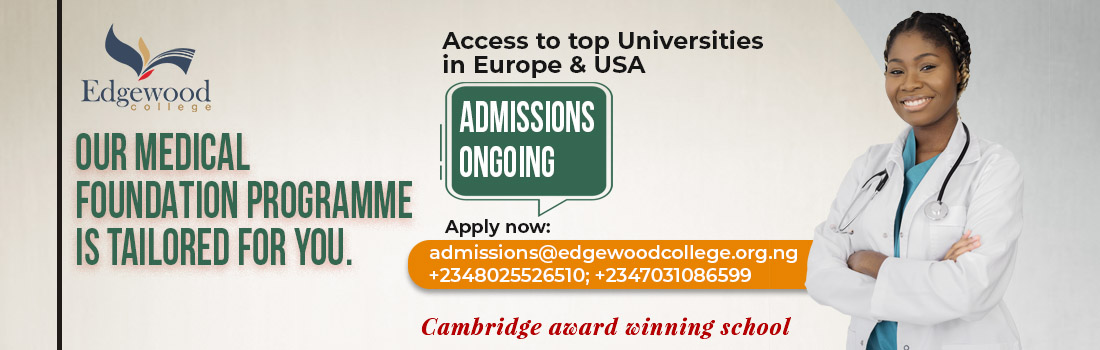 Edgewood
college
OUR MEDICAL
FOUNDATION PROGRAMME
IS TAILORED FOR YOU.
Access to top Universities
in Europe & USA
ADMISSIONS
ONGOING
Apply now:
admissions@edgewoodcollege.org.ng
+2348025526510; +2347031086599
Cambridge award winning school